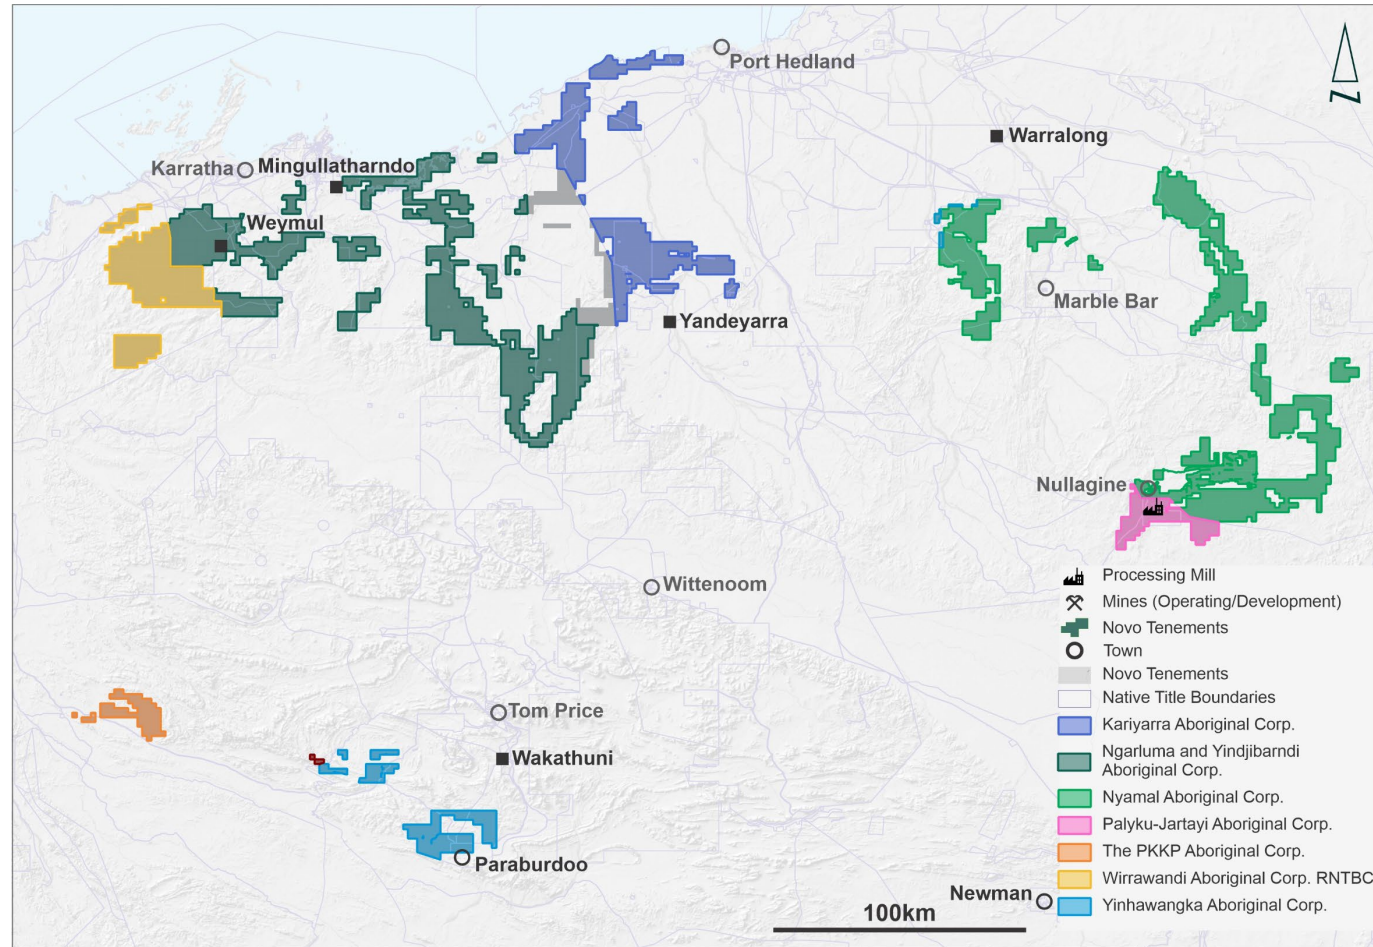 Port Hedland
Z
Warralong
Karratha
Mingullatharndo
Weymul
Marble Bar
Yandeyarra
Nullagine
Wittenoom
Tom Price
Wakathuni
Paraburdoo
Newman
100km
Processing Mill
Mines (Operating/Development)
Novo Tenements
Town
Novo Tenements
Native Title Boundaries
Kariyarra Aboriginal Corp.
Ngarluma and Yindjibarndi
Aboriginal Corp.
Nyamal Aboriginal Corp.
Palyku-Jartayi Aboriginal Corp.
The PKKP Aboriginal Corp.
Wirrawandi Aboriginal Corp. RNTBC
Yinhawangka Aboriginal Corp.